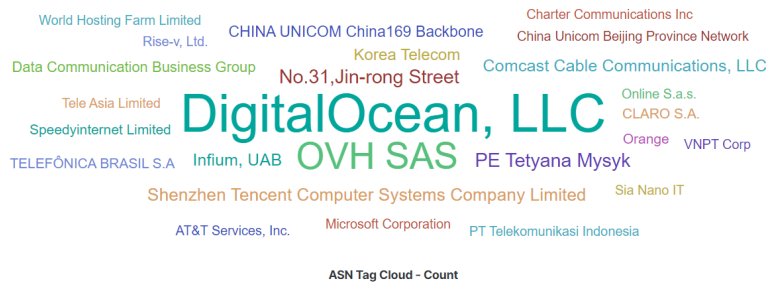 World Hosting Farm Limited
Charter Communications Inc
Rise-v, Ltd.
CHINA UNICOM China169 Backbone
China Unicom Beijing Province Network
Korea Telecom
Data Communication Business Group
No.31,Jin-rong Street
Comcast Cable Communications, LLC
Tele Asia Limited
DigitalOcean, LLC
Online S.a.s.
CLARO S.A.
Speedyinternet Limited
Orange
VNPT Corp
TELEFÔNICA BRASIL S.A
Infium, UAB
OVH SAS
PE Tetyana Mysyk
Shenzhen Tencent Computer Systems Company Limited
Sia Nano IT
AT&T Services, Inc.
Microsoft Corporation
PT Telekomunikasi Indonesia
ASN Tag Cloud - Count